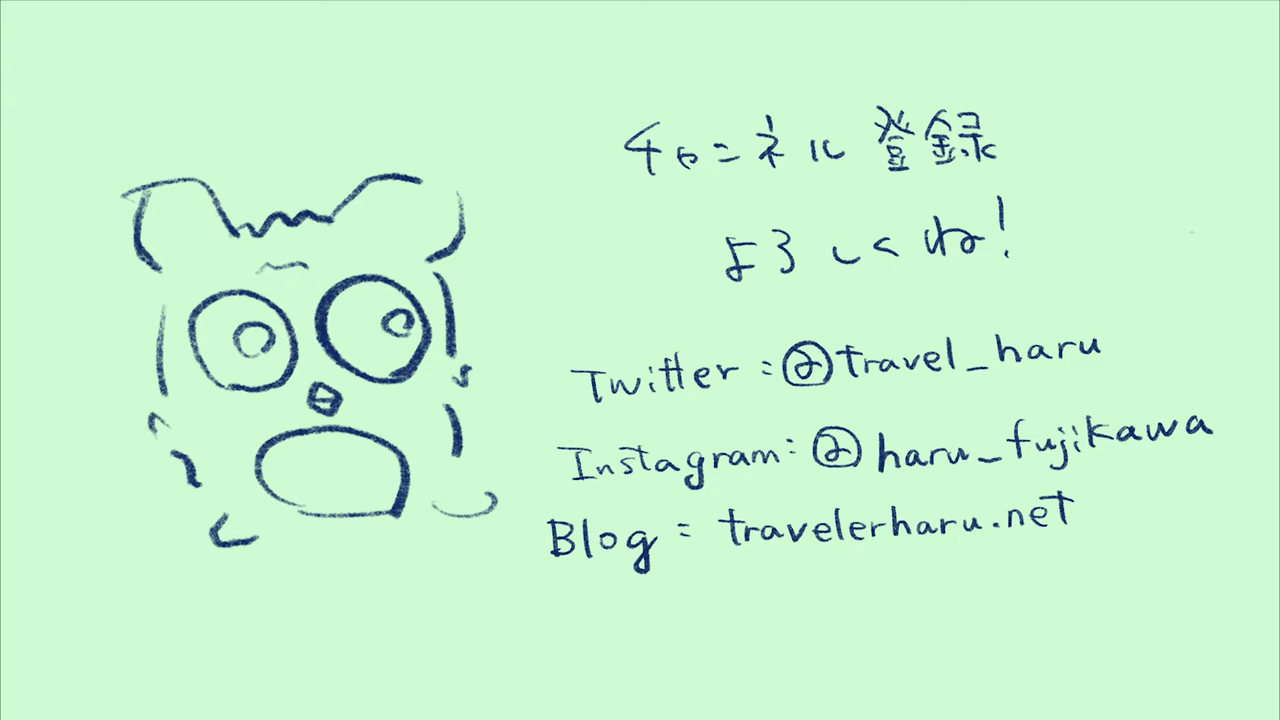 チャンネル登録
よろしくね!
Twitter : @travel_haru
Instagram: @haru_fujikawa
Blog : travelerharu.net